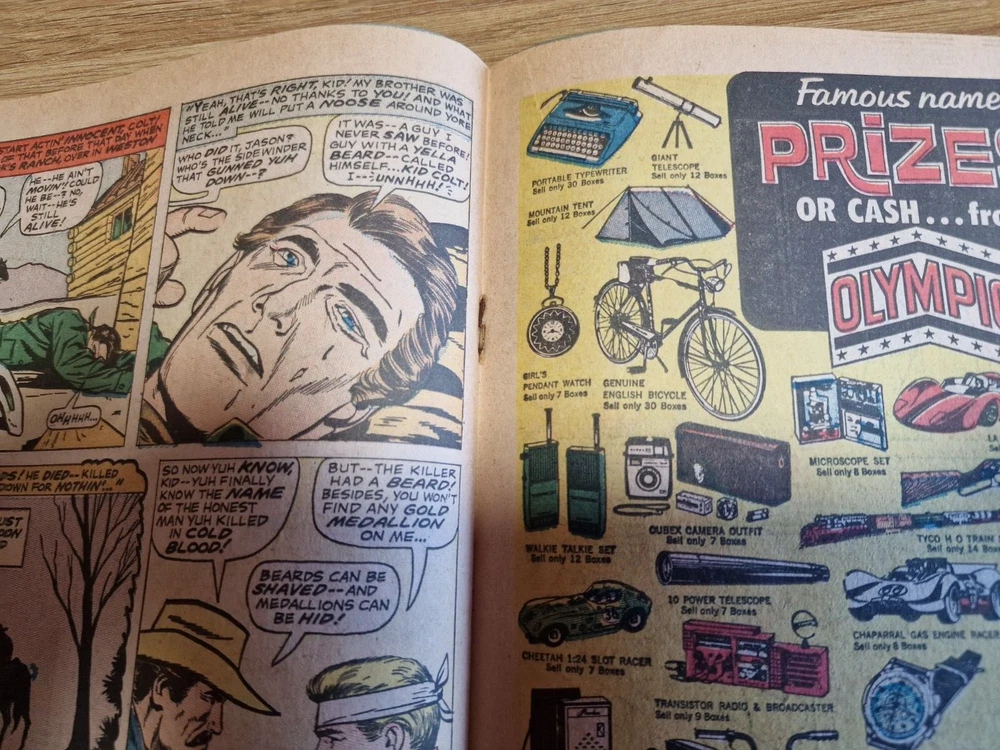 START ACTIN' INNOCENT, COLT!
OF THAT BEFORE THAT DAY WHEN
RANCH, OVER IN WESTON
HE--HE AIN'T
MOVIN'! COULD
HE BE--? NO,
WAIT--HE'S
STILL
ALIVE!
OHHHH...
"YEAH, THAT'S RIGHT, KID! MY BROTHER WAS
STILL ALIVE--NO THANKS TO YOU! AND WHAT
HE TOLD ME WILL PUT A NOOSE AROUND YORE
NECK..."
WHO DID IT, JASON?
WHO'S THE SIDEWINDER
THAT GUNNED YUH
DOWN--?
IT WAS--A GUY I
NEVER SAW BEFORE!
GUY WITH A YELLA
BEARD---CALLED
HIMSELF...KID COLT!
I--UNNHHH!
HE DIED--KILLED
DOWN FOR NOTHIN'!..."
SO NOW YUH KNOW,
KID--YUH FINALLY
KNOW THE NAME
OF THE HONEST
MAN YUH KILLED
IN COLD
BLOOD!
BUT--THE KILLER
HAD A BEARD!
BESIDES, YOU WON'T
FIND ANY GOLD
MEDALLION
ON ME...
BEARDS CAN BE
SHAVED--AND
MEDALLIONS CAN
BE HID!
Famous name
PRIZES
OR CASH...fro
OLYMPIC
PORTABLE TYPEWRITER
Sell only 30 Boxes
GIANT
TELESCOPE
Sell only 12 Boxes
MOUNTAIN TENT
Sell only 12 Boxes
GIRL'S
PENDANT WATCH
Sell only 7 Boxes
GENUINE
ENGLISH BICYCLE
Sell only 30 Boxes
MICROSCOPE SET
Sell only 8 Boxes
WALKIE TALKIE SET
Sell only 12 Boxes
CUBEX CAMERA OUTFIT
Sell only 7 Boxes
TYCO H O TRAIN
Sell only 14 Box
10 POWER TELESCOPE
Sell only 7 Boxes
CHEETAH 1:24 SLOT RACER
Sell only 7 Boxes
CHAPARRAL GAS ENGINE RACER
Sell only 8 Boxes
TRANSISTOR RADIO & BROADCASTER
Sell only 9 Boxes